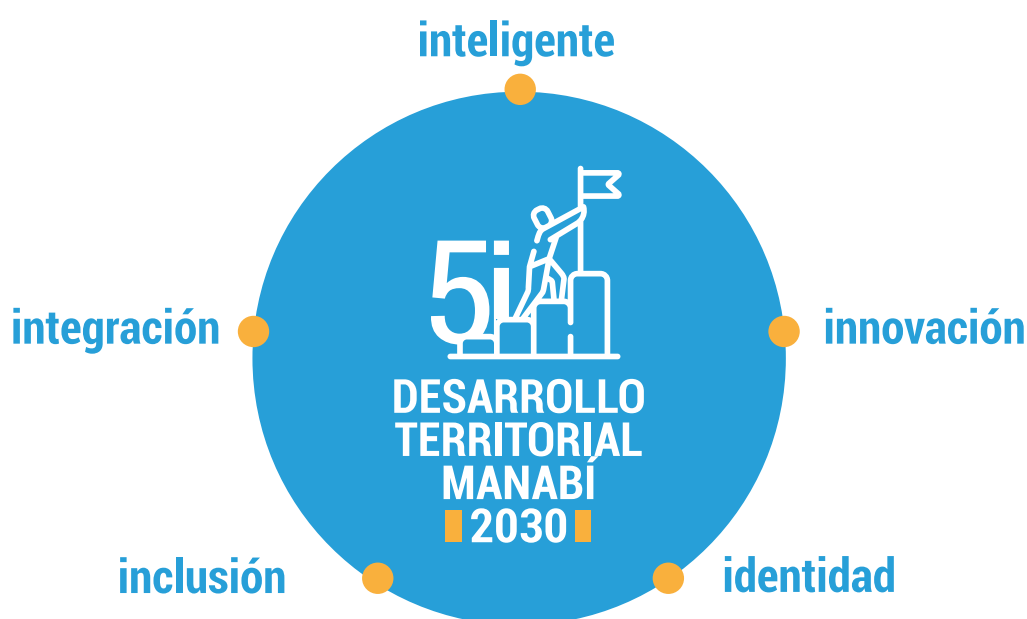 inteligente
5i
integración
innovación
DESARROLLO
TERRITORIAL
MANABÍ
2030
inclusión
identidad